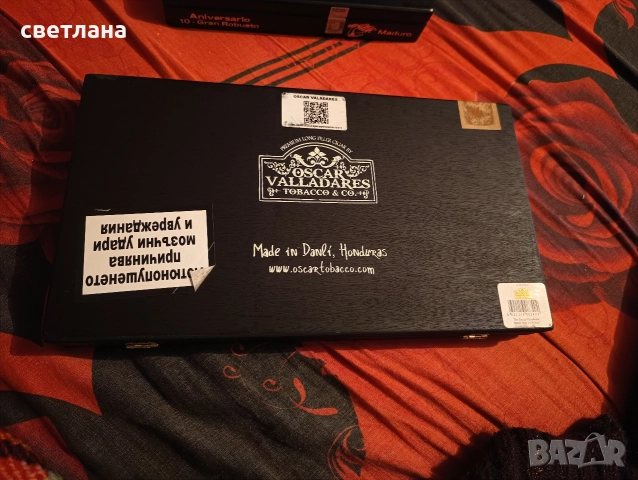 светлана
Aniversario
10 - Gran Robusto
Maduro
OSCAR VALLADARES
PREMIUM LONG FILLER CIGAR BY
OSCAR
VALLADARES
TOBACCO & CO.
Made in Danlí, Honduras
www.oscartobacco.com
тютюнопушенето
причинява
мозъчни удари
и увреждания
BAZAR
bg